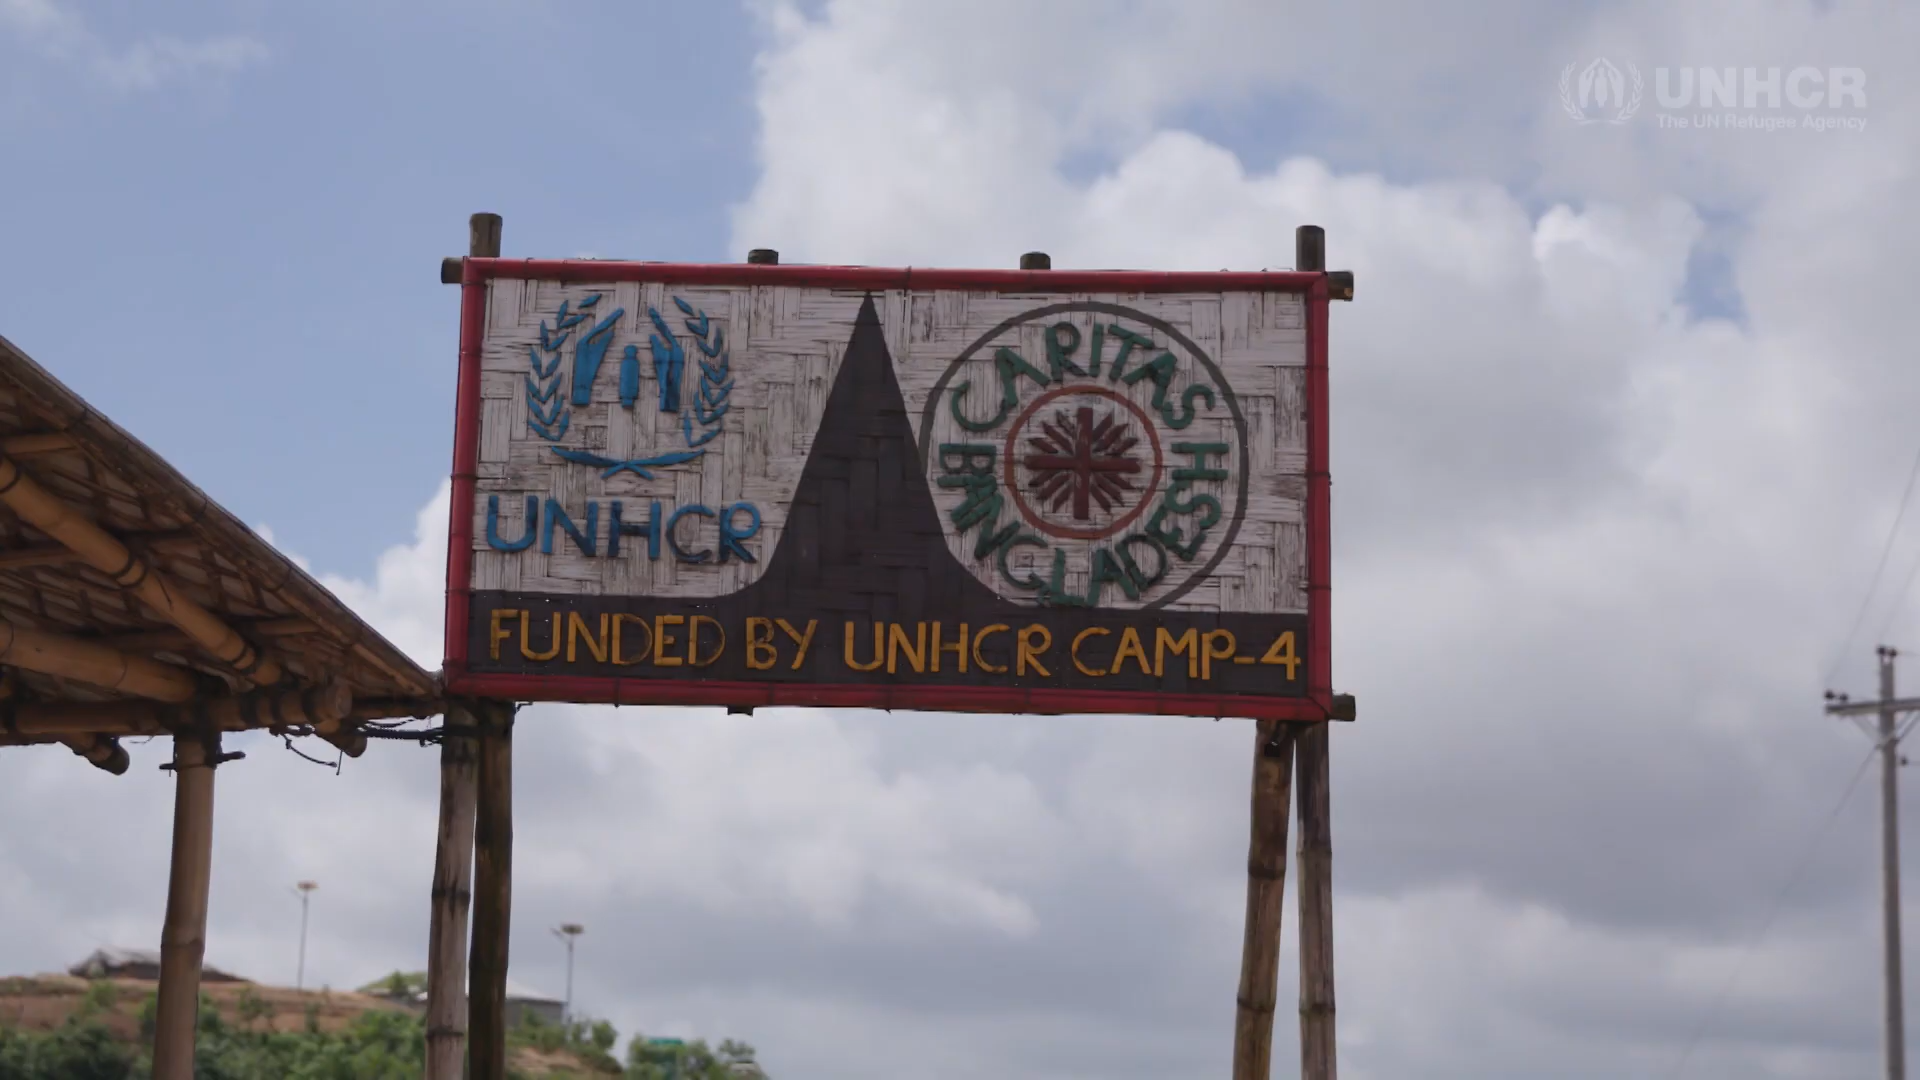 UNHCR
The UN Refugee Agency
UNHCR
CARITAS
BANGLADESH
FUNDED BY UNHCR CAMP-4